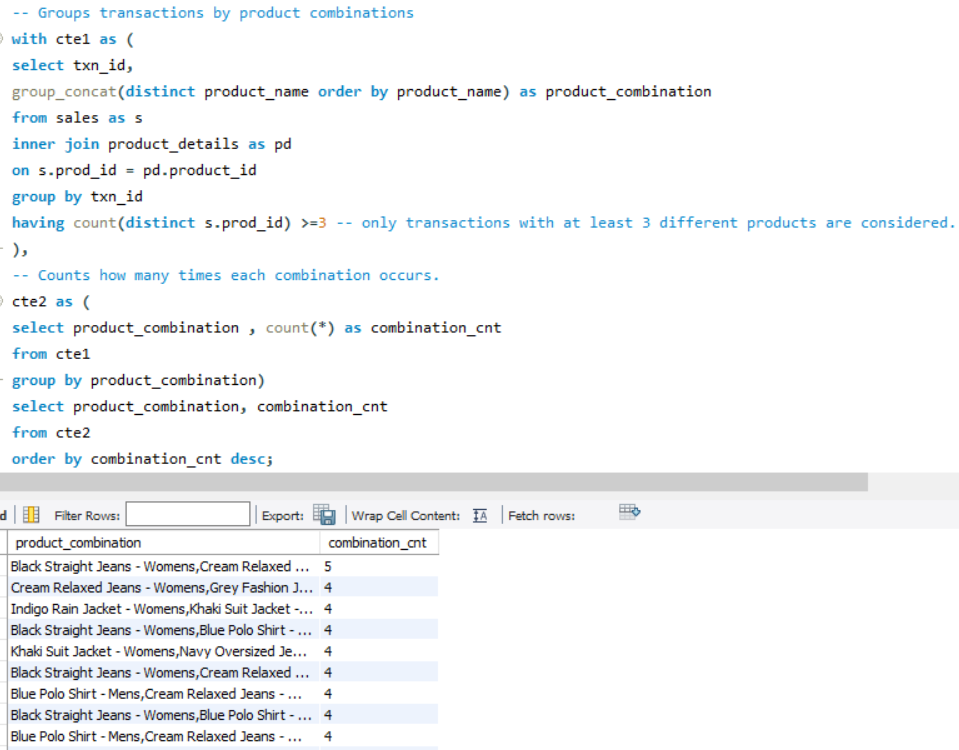 -- Groups transactions by product combinations
with cte1 as (
select txn_id,
group_concat(distinct product_name order by product_name) as product_combination
from sales as s
inner join product_details as pd
on s.prod_id = pd.product_id
group by txn_id
having count(distinct s.prod_id) >=3 -- only transactions with at least 3 different products are considered.
),
-- Counts how many times each combination occurs.
cte2 as (
select product_combination , count(*) as combination_cnt
from cte1
group by product_combination)
select product_combination, combination_cnt
from cte2
order by combination_cnt desc;
d Filter Rows: Export: Wrap Cell Content: IA Fetch rows:
product_combination combination_cnt
Black Straight Jeans - Womens,Cream Relaxed ... 5
Cream Relaxed Jeans - Womens,Grey Fashion J... 4
Indigo Rain Jacket - Womens,Khaki Suit Jacket -... 4
Black Straight Jeans - Womens,Blue Polo Shirt - ... 4
Khaki Suit Jacket - Womens,Navy Oversized Je... 4
Black Straight Jeans - Womens,Cream Relaxed ... 4
Blue Polo Shirt - Mens,Cream Relaxed Jeans - ... 4
Black Straight Jeans - Womens,Blue Polo Shirt - ... 4
Blue Polo Shirt - Mens,Cream Relaxed Jeans - ... 4